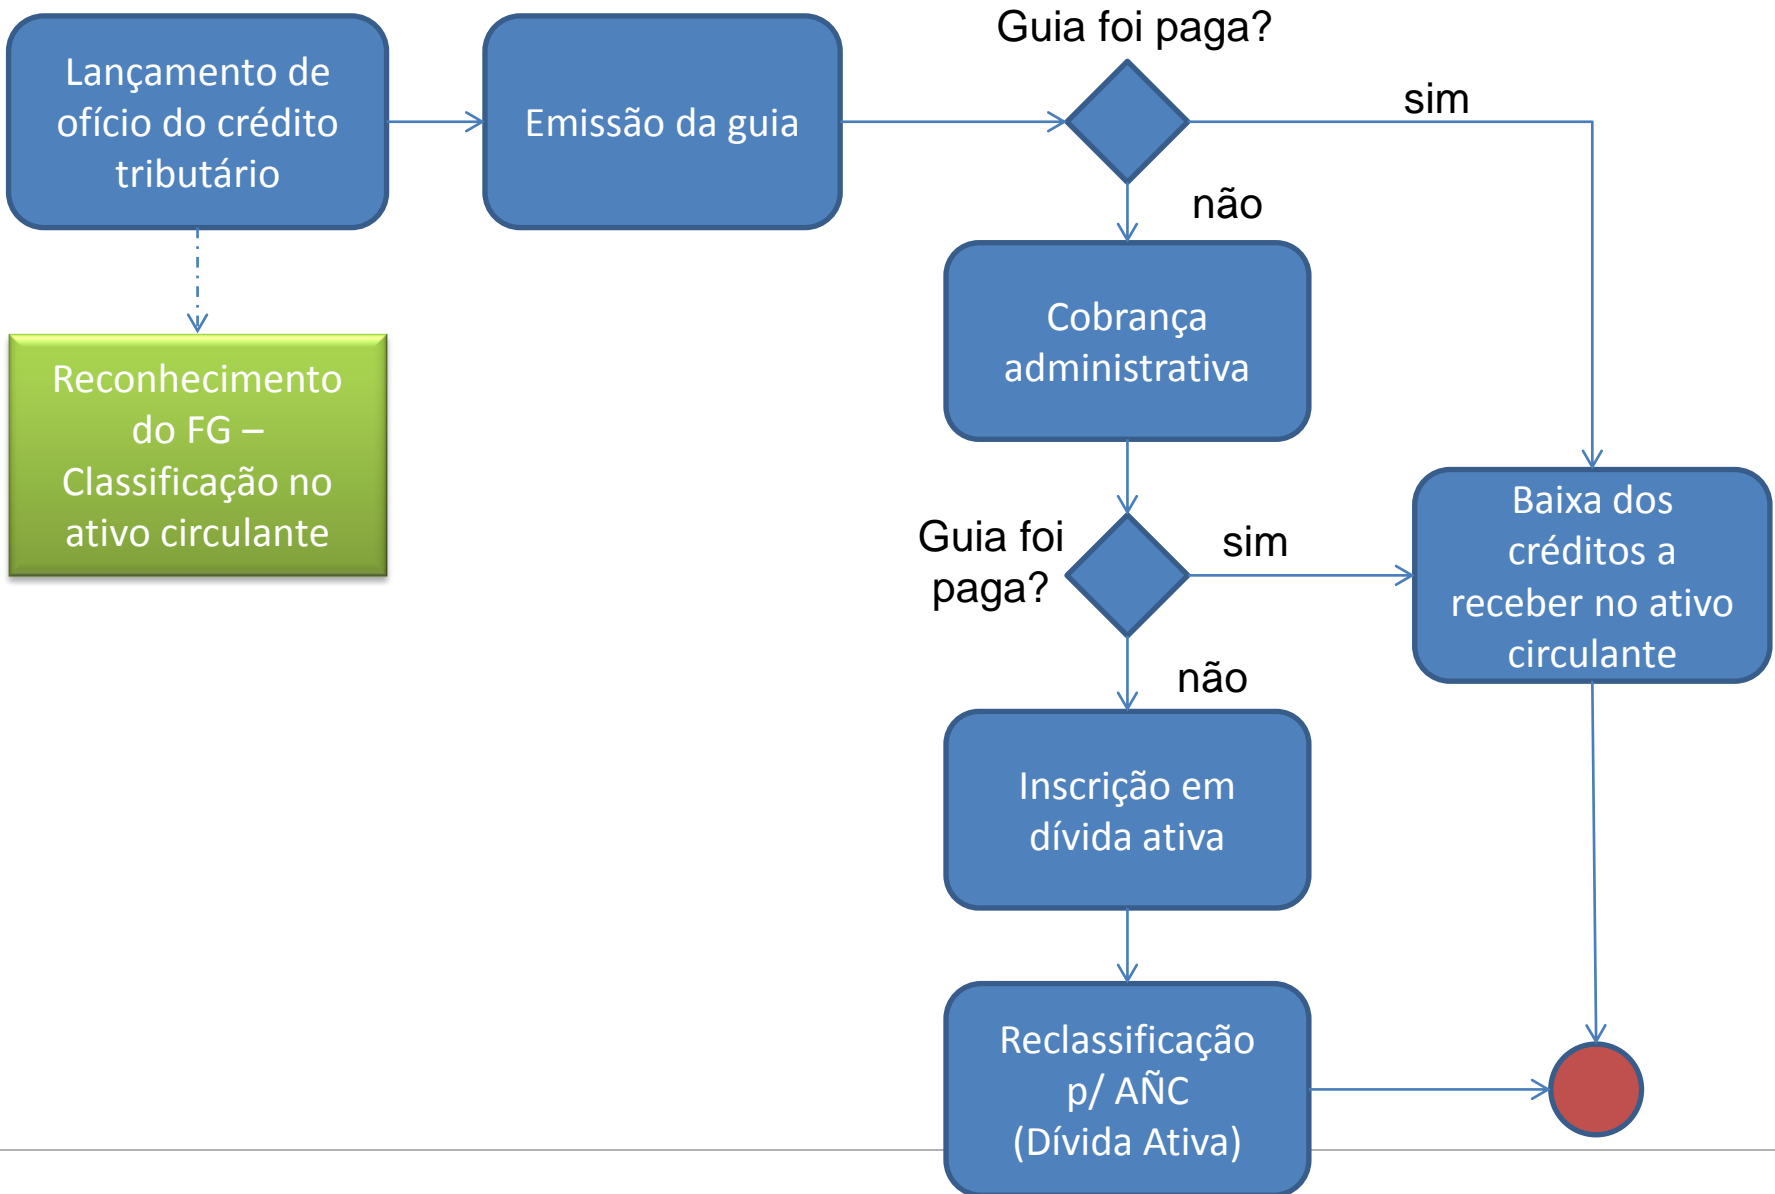 Lançamento de
ofício do crédito
tributário
Emissão da guia
Guia foi paga?
sim
não
Reconhecimento
do FG –
Classificação no
ativo circulante
Cobrança
administrativa
Guia foi
paga?
sim
Baixa dos
créditos a
receber no ativo
circulante
não
Inscrição em
dívida ativa
Reclassificação
p/ AÑC
(Dívida Ativa)